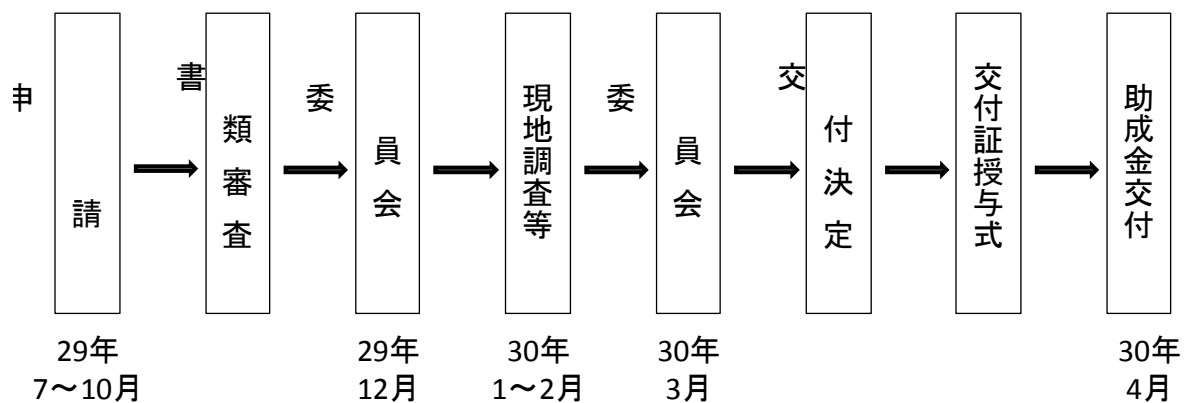 申請
書類審査
委員会
現地調査等
委員会
交付決定
交付証授与式
助成金交付
29年
7～10月
29年
12月
30年
1～2月
30年
3月
30年
4月